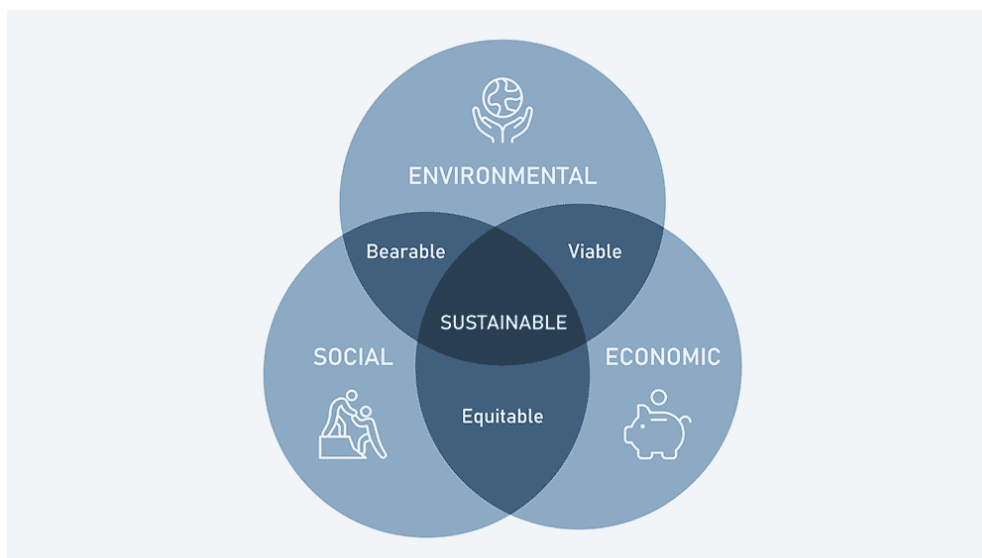 ENVIRONMENTAL
Bearable
Viable
SUSTAINABLE
SOCIAL
ECONOMIC
Equitable